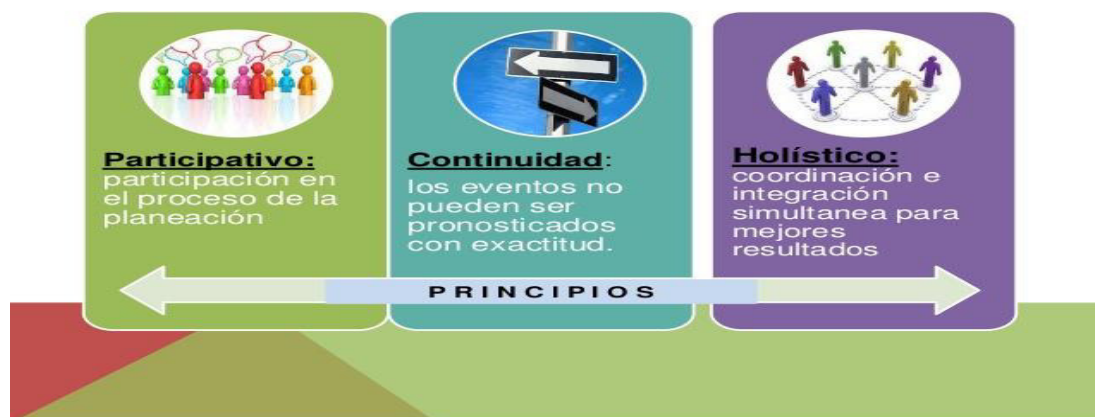 Participativo:
participación en
el proceso de la
planeación
Continuidad:
los eventos no
pueden ser
pronosticados
con exactitud.
Holístico:
coordinación e
integración
simultanea para
mejores
resultados
PRINCIPIOS